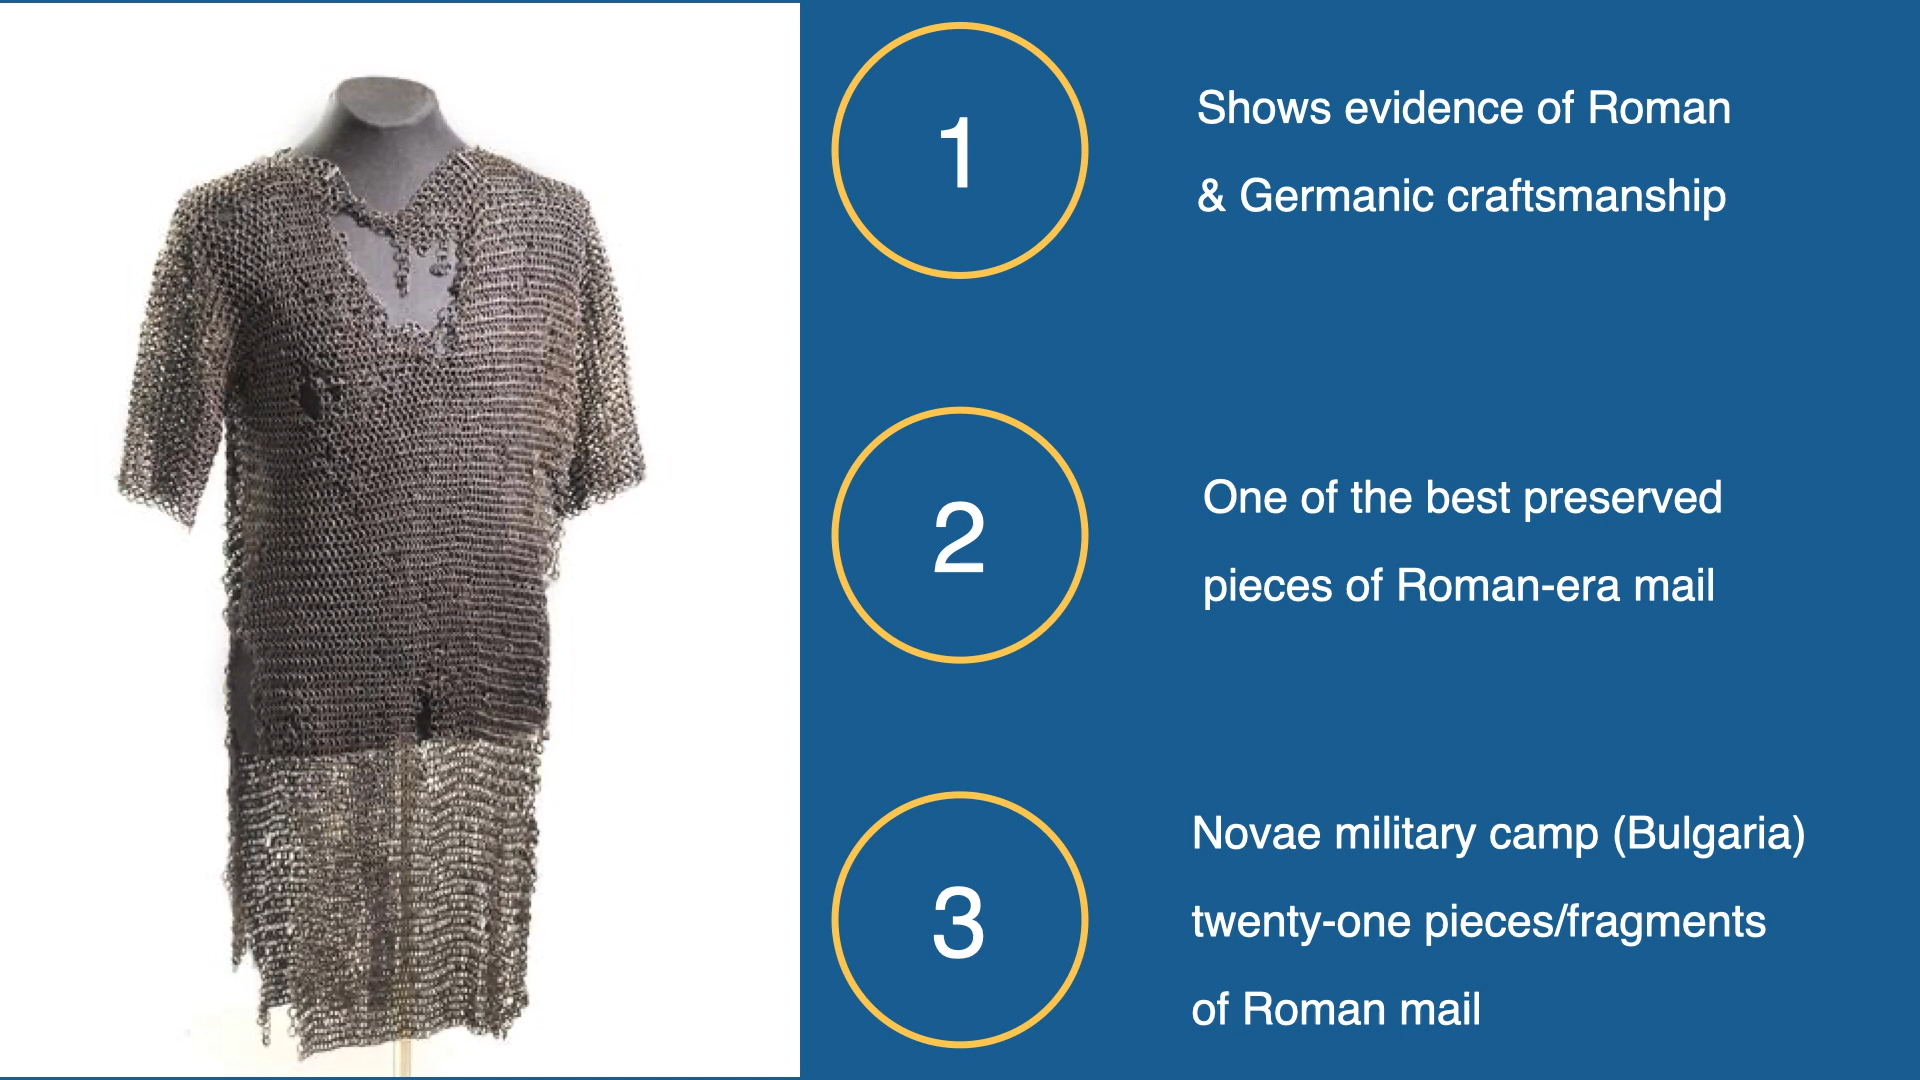 1
Shows evidence of Roman
& Germanic craftsmanship
2
One of the best preserved
pieces of Roman-era mail
3
Novae military camp (Bulgaria)
twenty-one pieces/fragments
of Roman mail